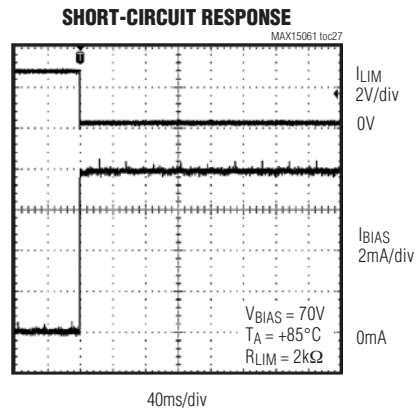 SHORT-CIRCUIT RESPONSE
MAX15061 toc27
T
ILIM
2V/div
0V
IBIAS
2mA/div
VBIAS = 70V
TA = +85°C
RLIM = 2kΩ
0mA
40ms/div